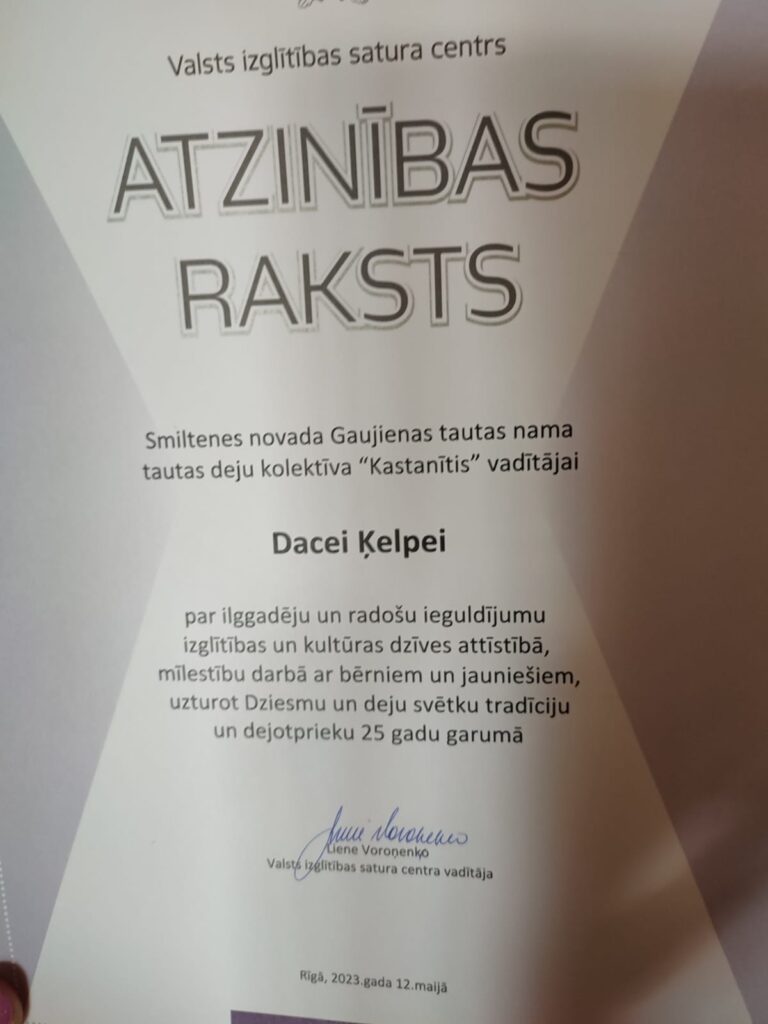 Valsts izglītības satura centrs
ATZINĪBAS
RAKSTS
Smiltenes novada Gaujienas tautas nama
tautas deju kolektīva “Kastanītis” vadītājai
Dacei Ķelpei
par ilggadēju un radošu ieguldījumu
izglītības un kultūras dzīves attīstībā,
mīlestību darbā ar bērniem un jauniešiem,
uzturot Dziesmu un deju svētku tradīciju
un dejotprieku 25 gadu garumā
Liene Voroņenko
Valsts izglītības satura centra vadītāja
Rīgā, 2023.gada 12.maijā